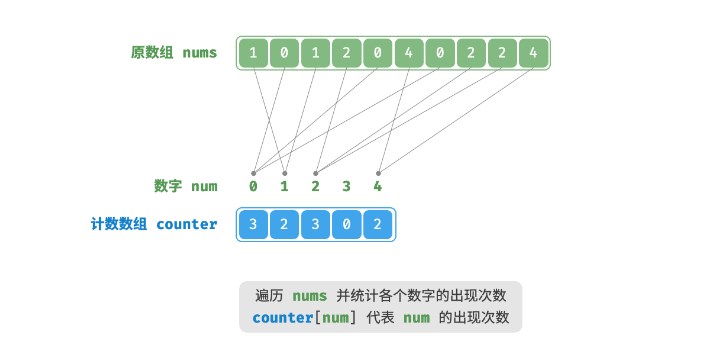 原数组 nums 1 0 1 2 0 4 0 2 2 4
数字 num 0 1 2 3 4
计数数组 counter 3 2 3 0 2
遍历 nums 并统计各个数字的出现次数
counter[num] 代表 num 的出现次数